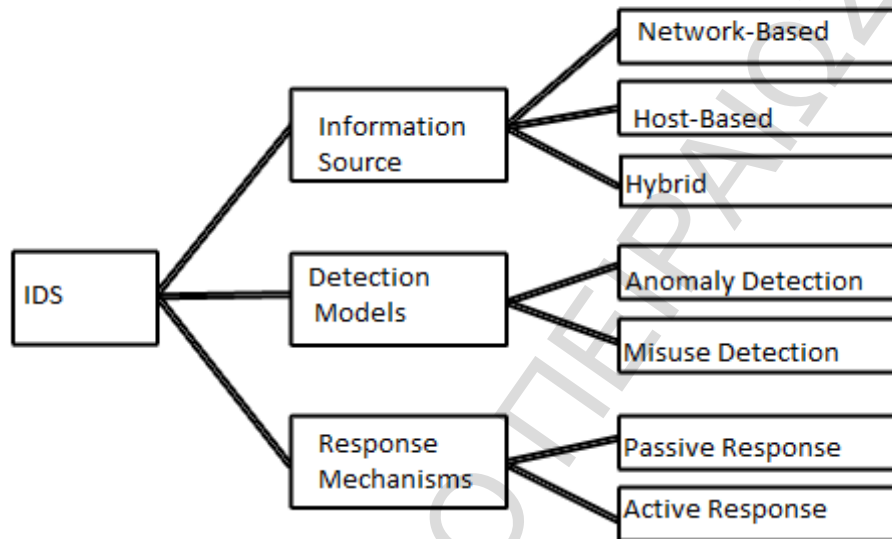 Network-Based
Information
Source
Host-Based
Hybrid
IDS
Detection
Models
Anomaly Detection
Misuse Detection
Response
Mechanisms
Passive Response
Active Response
Ο ΠΕΙΡΑΙΩΣ